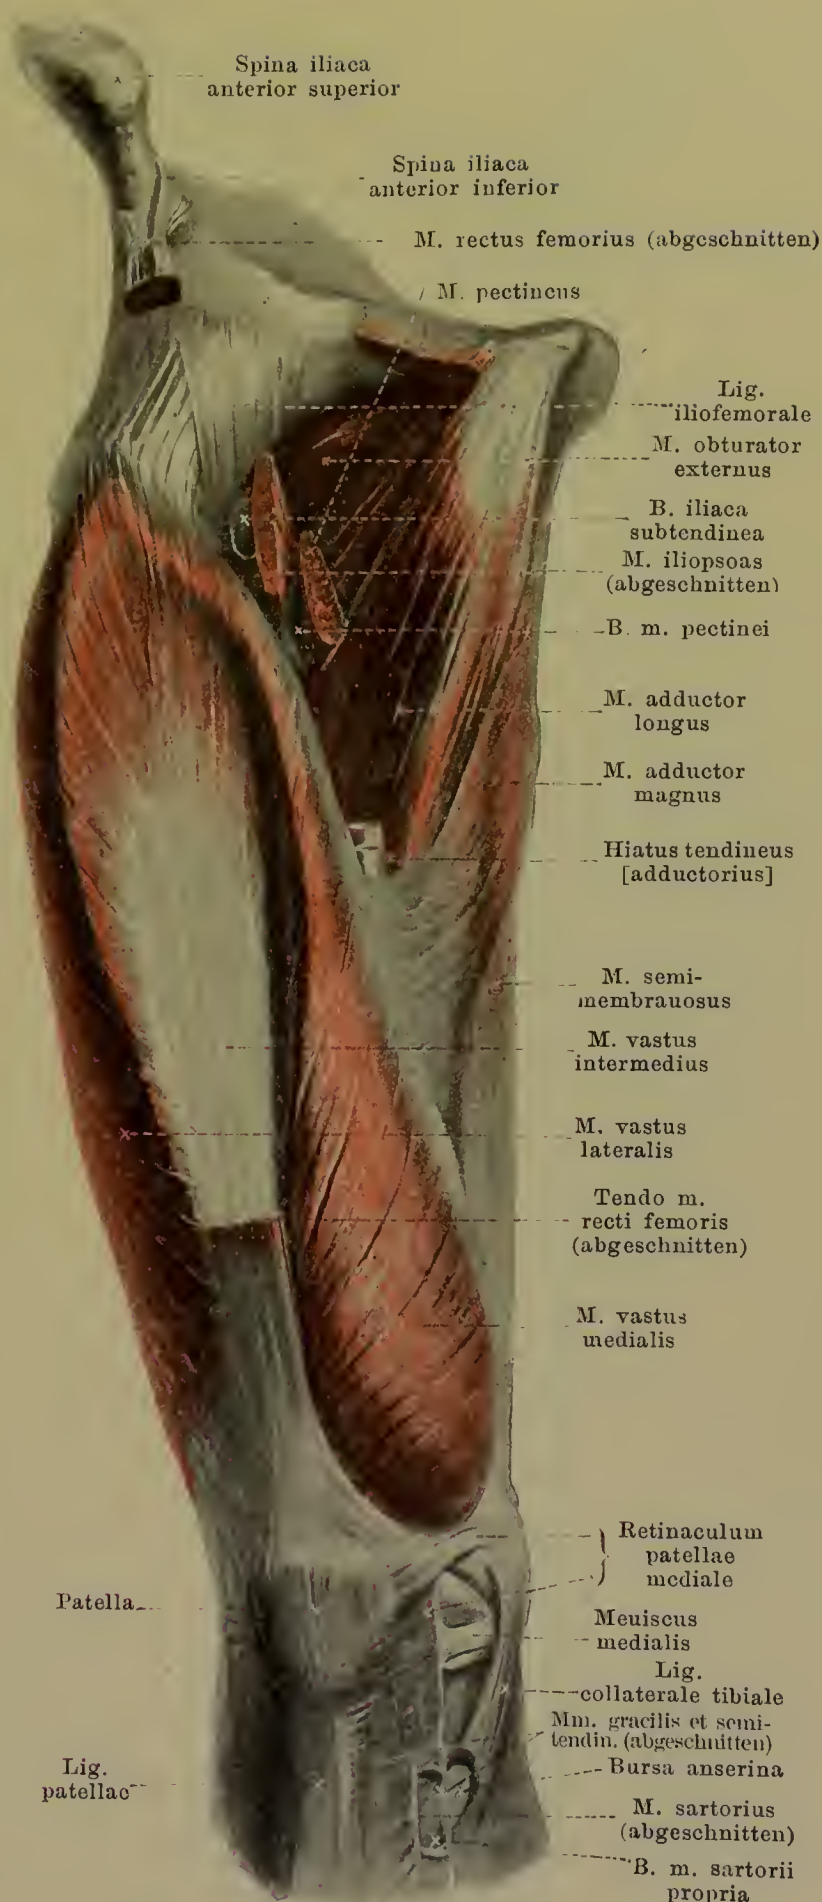 Spina iliaca
anterior superior
Spina iliaca
anterior inferior
M. rectus femorius (abgeschnitten)
M. pectineus
Lig.
iliofemorale
M. obturator
externus
B. iliaca
subtendinea
M. iliopsoas
(abgeschnitten)
B. m. pectinei
M. adductor
longus
M. adductor
magnus
Hiatus tendineus
[adductorius]
M. semi-
membranosus
M. vastus
intermedius
M. vastus
lateralis
Tendo m.
recti femoris
(abgeschnitten)
M. vastus
medialis
Retinaculum
patellae
mediale
Patella
Meniscus
medialis
Lig.
collaterale tibiale
Mm. gracilis et semi-
tendin. (abgeschnitten)
Lig.
patellae
Bursa anserina
M. sartorius
(abgeschnitten)
B. m. sartorii
propria